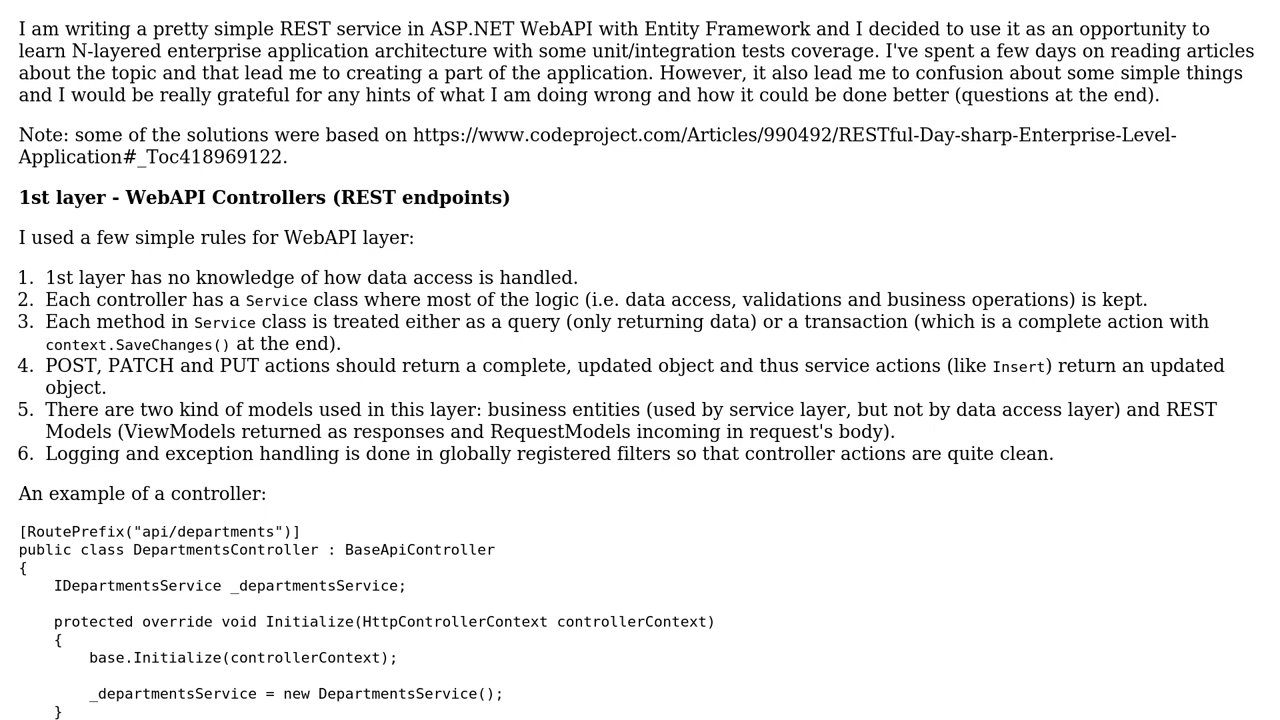 I am writing a pretty simple REST service in ASP.NET WebAPI with Entity Framework and I decided to use it as an opportunity to
learn N-layered enterprise application architecture with some unit/integration tests coverage. I've spent a few days on reading articles
about the topic and that lead me to creating a part of the application. However, it also lead me to confusion about some simple things
and I would be really grateful for any hints of what I am doing wrong and how it could be done better (questions at the end).
Note: some of the solutions were based on https://www.codeproject.com/Articles/990492/RESTful-Day-sharp-Enterprise-Level-
Application#_Toc418969122.
1st layer - WebAPI Controllers (REST endpoints)
I used a few simple rules for WebAPI layer:
1. 1st layer has no knowledge of how data access is handled.
2. Each controller has a Service class where most of the logic (i.e. data access, validations and business operations) is kept.
3. Each method in Service class is treated either as a query (only returning data) or a transaction (which is a complete action with
context.SaveChanges() at the end).
4. POST, PATCH and PUT actions should return a complete, updated object and thus service actions (like Insert) return an updated
object.
5. There are two kind of models used in this layer: business entities (used by service layer, but not by data access layer) and REST
Models (ViewModels returned as responses and RequestModels incoming in request's body).
6. Logging and exception handling is done in globally registered filters so that controller actions are quite clean.
An example of a controller:
[RoutePrefix("api/departments")]
public class DepartmentsController : BaseApiController
{
    IDepartmentsService _departmentsService;
    protected override void Initialize(HttpControllerContext controllerContext)
    {
        base.Initialize(controllerContext);
        _departmentsService = new DepartmentsService();
    }